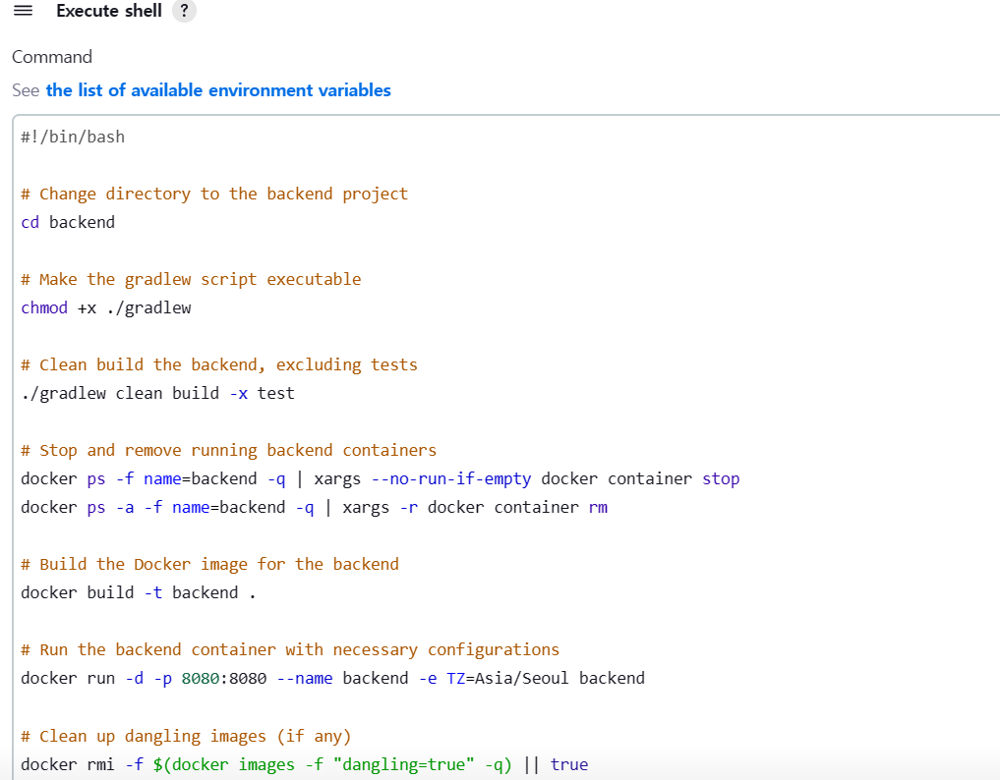 Execute shell ?
Command
See the list of available environment variables
#!/bin/bash
# Change directory to the backend project
cd backend
# Make the gradlew script executable
chmod +x ./gradlew
# Clean build the backend, excluding tests
./gradlew clean build -x test
# Stop and remove running backend containers
docker ps -f name=backend -q | xargs --no-run-if-empty docker container stop
docker ps -a -f name=backend -q | xargs -r docker container rm
# Build the Docker image for the backend
docker build -t backend .
# Run the backend container with necessary configurations
docker run -d -p 8080:8080 --name backend -e TZ=Asia/Seoul backend
# Clean up dangling images (if any)
docker rmi -f $(docker images -f "dangling=true" -q) || true